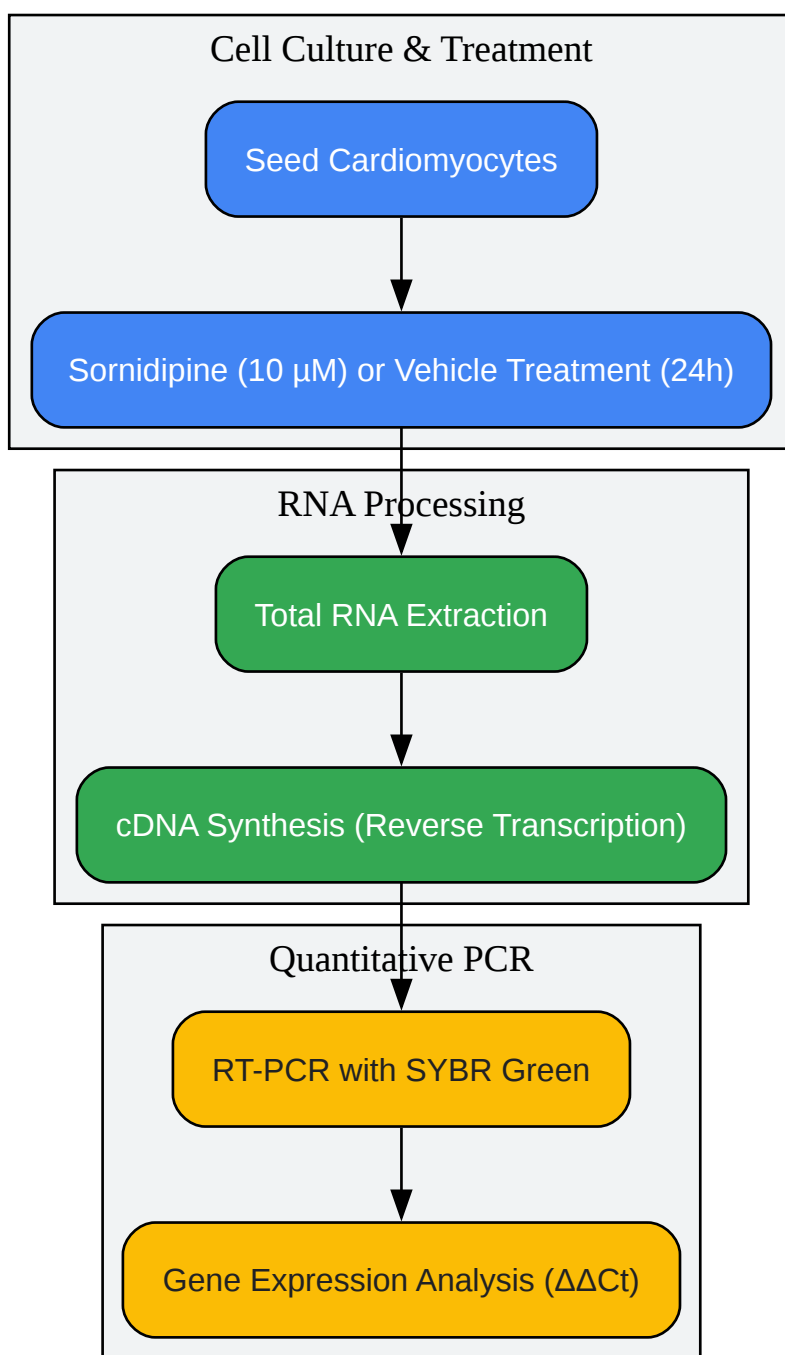 Cell Culture & Treatment
Seed Cardiomyocytes
Sornidipine (10 µM) or Vehicle Treatment (24h)
RNA Processing
Total RNA Extraction
cDNA Synthesis (Reverse Transcription)
Quantitative PCR
RT-PCR with SYBR Green
Gene Expression Analysis (ΔΔCt)